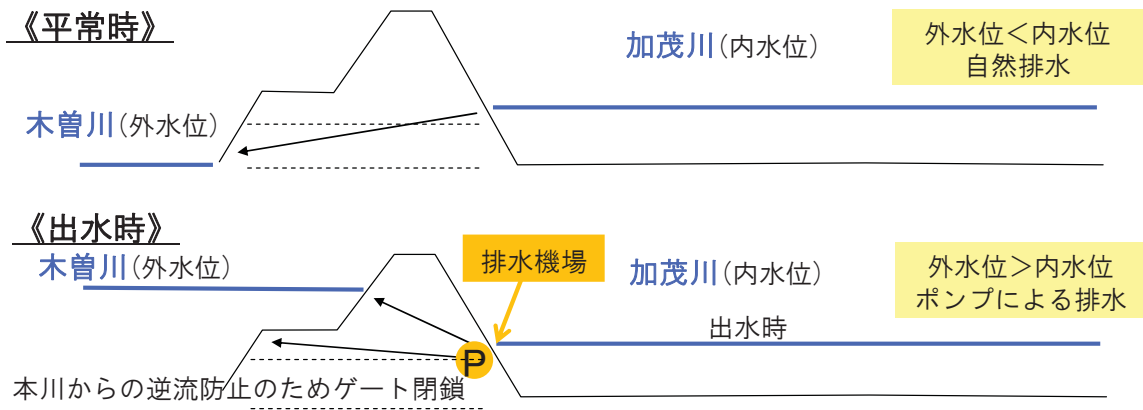 《平常時》
加茂川(内水位)
外水位＜内水位
自然排水
木曽川(外水位)
《出水時》
木曽川(外水位)
排水機場
加茂川(内水位)
外水位＞内水位
ポンプによる排水
出水時
P
本川からの逆流防止のためゲート閉鎖